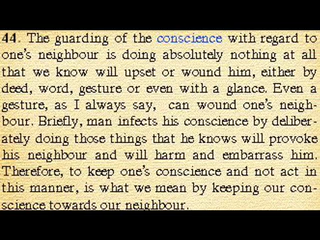 44. The guarding of the conscience with regard to
one's neighbour is doing absolutely nothing at all
that we know will upset or wound him, either by
deed, word, gesture or even with a glance. Even a
gesture, as I always say, can wound one's neigh-
bour. Briefly, man infects his conscience by deliber-
ately doing those things that he knows will provoke
his neighbour and will harm and embarrass him.
Therefore, to keep one's conscience and not act in
this manner, is what we mean by keeping our con-
science towards our neighbour.